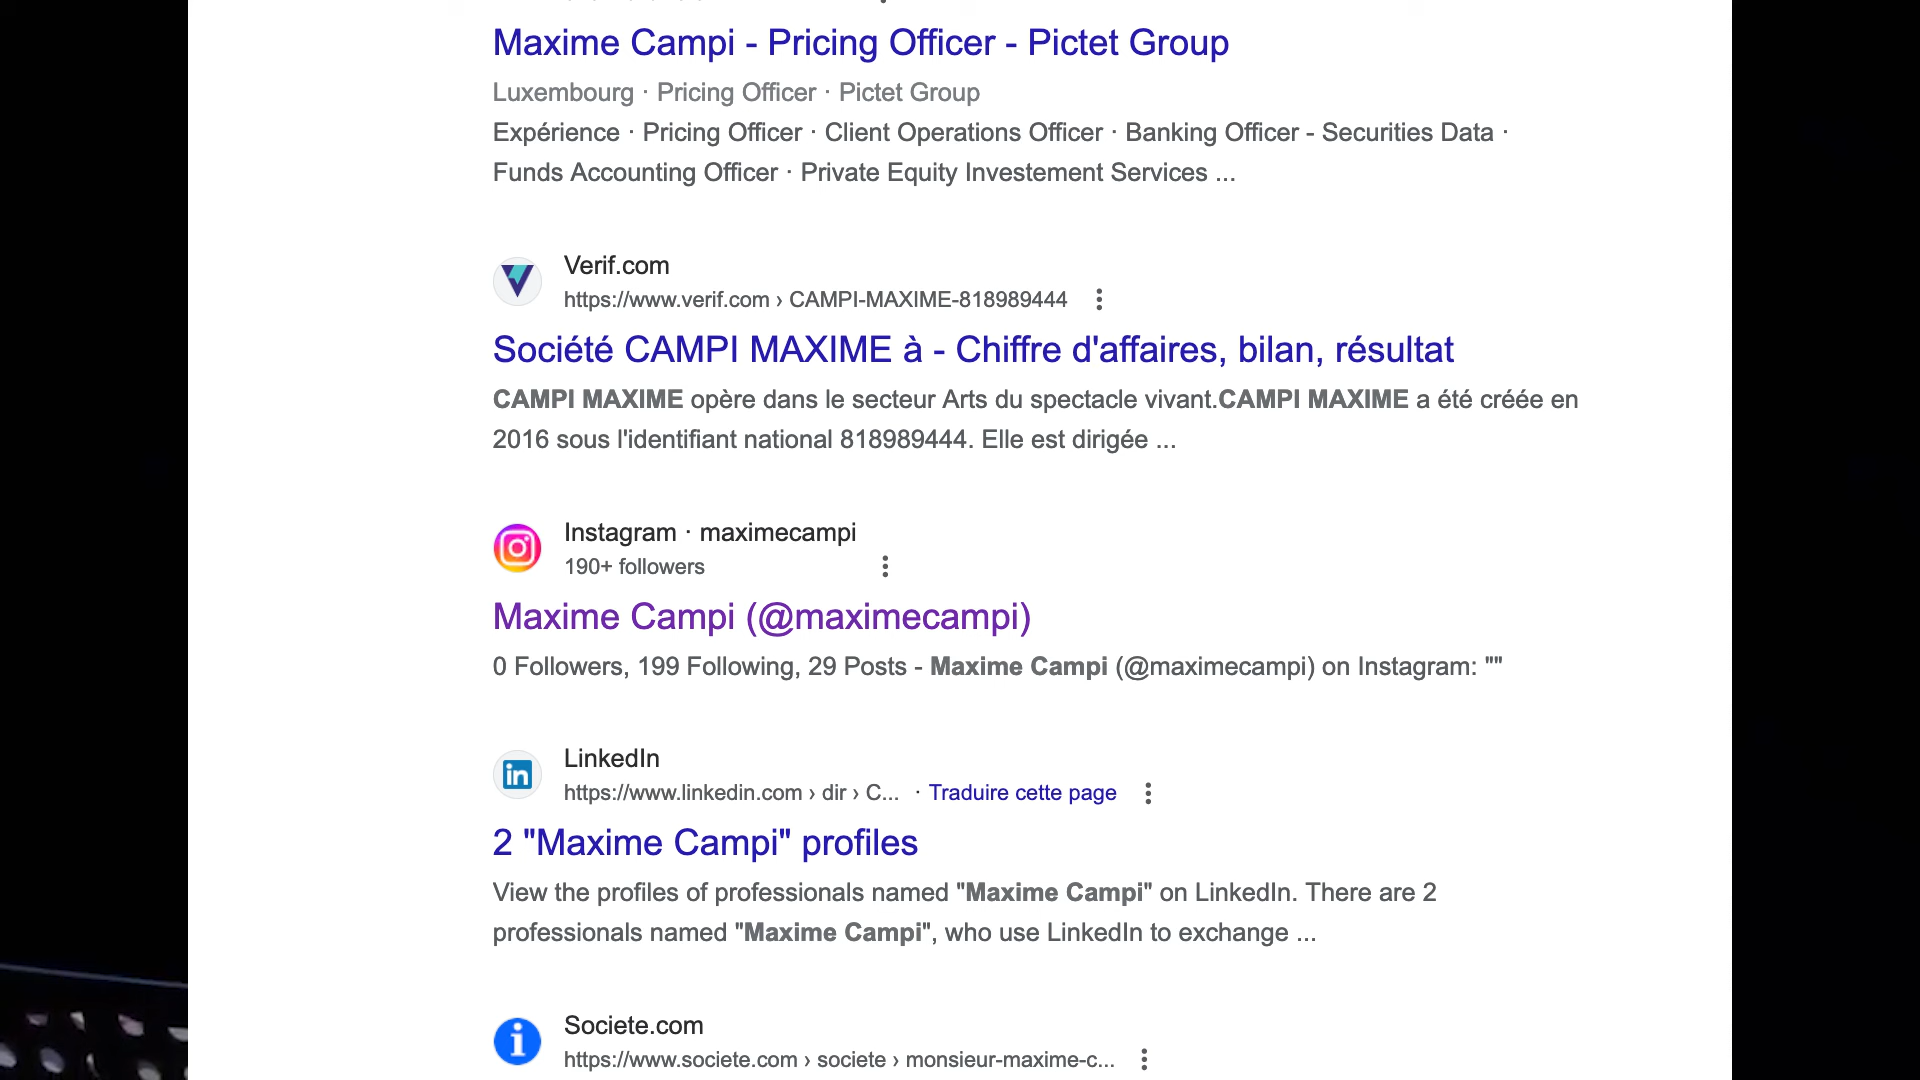 Maxime Campi - Pricing Officer - Pictet Group
Luxembourg · Pricing Officer · Pictet Group
Expérience · Pricing Officer · Client Operations Officer · Banking Officer - Securities Data ·
Funds Accounting Officer · Private Equity Investement Services ...
Verif.com
https://www.verif.com › CAMPI-MAXIME-818989444
Société CAMPI MAXIME à - Chiffre d'affaires, bilan, résultat
CAMPI MAXIME opère dans le secteur Arts du spectacle vivant.CAMPI MAXIME a été créée en
2016 sous l'identifiant national 818989444. Elle est dirigée ...
Instagram · maximecampi
190+ followers
Maxime Campi (@maximecampi)
0 Followers, 199 Following, 29 Posts - Maxime Campi (@maximecampi) on Instagram: ""
LinkedIn
https://www.linkedin.com › dir › C... · Traduire cette page
2 "Maxime Campi" profiles
View the profiles of professionals named "Maxime Campi" on LinkedIn. There are 2
professionals named "Maxime Campi", who use LinkedIn to exchange ...
Societe.com
https://www.societe.com › societe › monsieur-maxime-c...